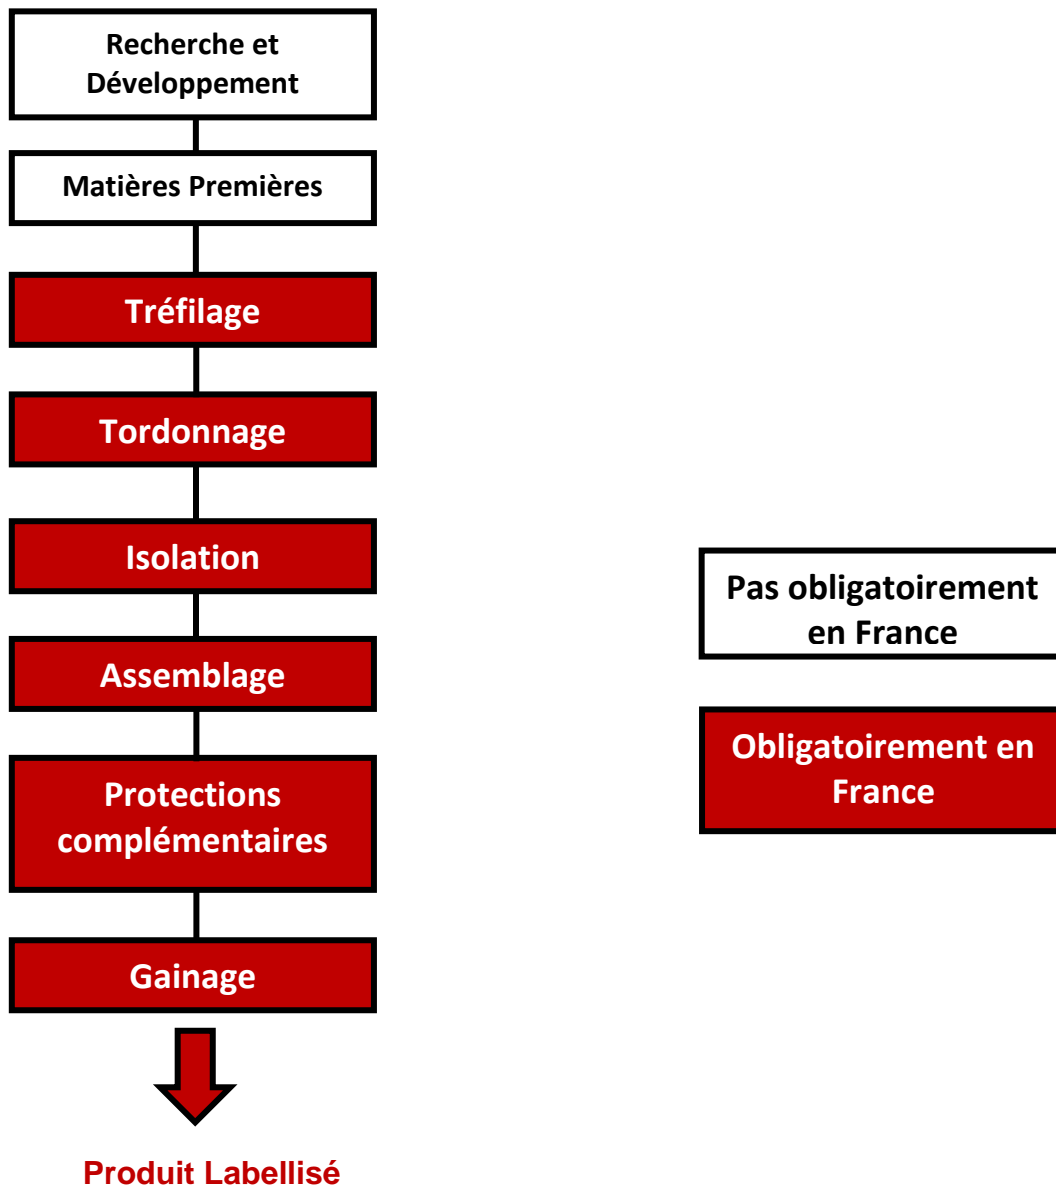 Recherche et
Développement
Matières Premières
Tréfilage
Tordonnage
Isolation
Assemblage
Protections
complémentaires
Gainage
Produit Labellisé
Pas obligatoirement
en France
Obligatoirement en
France